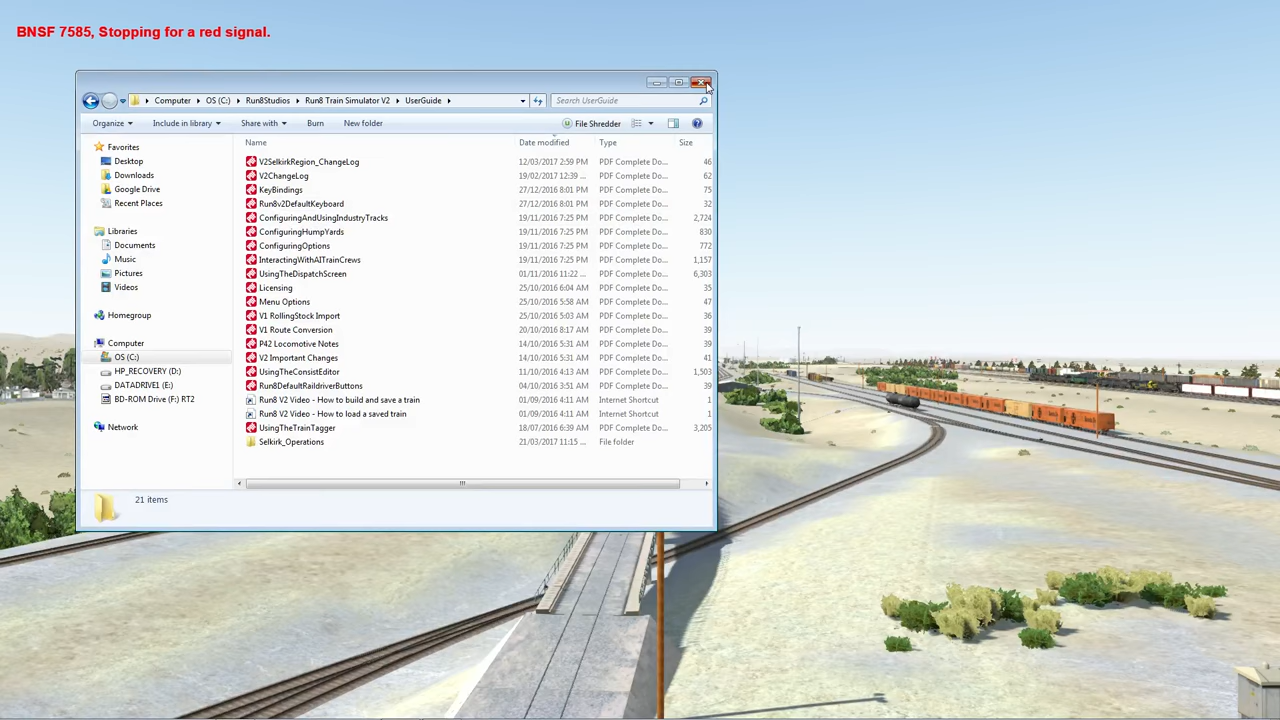 BNSF 7585, Stopping for a red signal.
Computer OS (C:) Run8Studios Run8 Train Simulator V2 UserGuide Search UserGuide
Organize Include in library Share with Burn New folder File Shredder
Name Date modified Type Size
Favorites
Desktop
Downloads
Google Drive
Recent Places
Libraries
Documents
Music
Pictures
Videos
Homegroup
Computer
OS (C:)
HP_RECOVERY (D:)
DATADRIVE1 (E:)
BD-ROM Drive (F:) RT2
Network
V2SelkirkRegion_ChangeLog 12/03/2017 2:59 PM PDF Complete Do... 46
V2ChangeLog 19/02/2017 12:39 ... PDF Complete Do... 62
KeyBindings 27/12/2016 8:01 PM PDF Complete Do... 75
Run8v2DefaultKeyboard 27/12/2016 8:01 PM PDF Complete Do... 32
ConfiguringAndUsingIndustryTracks 19/11/2016 7:25 PM PDF Complete Do... 2,724
ConfiguringHumpYards 19/11/2016 7:25 PM PDF Complete Do... 830
ConfiguringOptions 19/11/2016 7:25 PM PDF Complete Do... 772
InteractingWithAITrainCrews 19/11/2016 7:25 PM PDF Complete Do... 1,157
UsingTheDispatchScreen 01/11/2016 11:22 ... PDF Complete Do... 6,303
Licensing 25/10/2016 6:04 AM PDF Complete Do... 35
Menu Options 25/10/2016 5:58 AM PDF Complete Do... 47
V1 RollingStock Import 25/10/2016 5:03 AM PDF Complete Do... 36
V1 Route Conversion 20/10/2016 8:17 AM PDF Complete Do... 39
P42 Locomotive Notes 14/10/2016 5:31 AM PDF Complete Do... 39
V2 Important Changes 14/10/2016 5:31 AM PDF Complete Do... 41
UsingTheConsistEditor 11/10/2016 4:13 AM PDF Complete Do... 1,503
Run8DefaultRaildriverButtons 04/10/2016 3:51 AM PDF Complete Do... 39
Run8 V2 Video - How to build and save a train 01/09/2016 4:11 AM Internet Shortcut 1
Run8 V2 Video - How to load a saved train 01/09/2016 4:11 AM Internet Shortcut 1
UsingTheTrainTagger 18/07/2016 6:39 AM PDF Complete Do... 3,205
Selkirk_Operations 21/03/2017 11:15 ... File folder
21 items